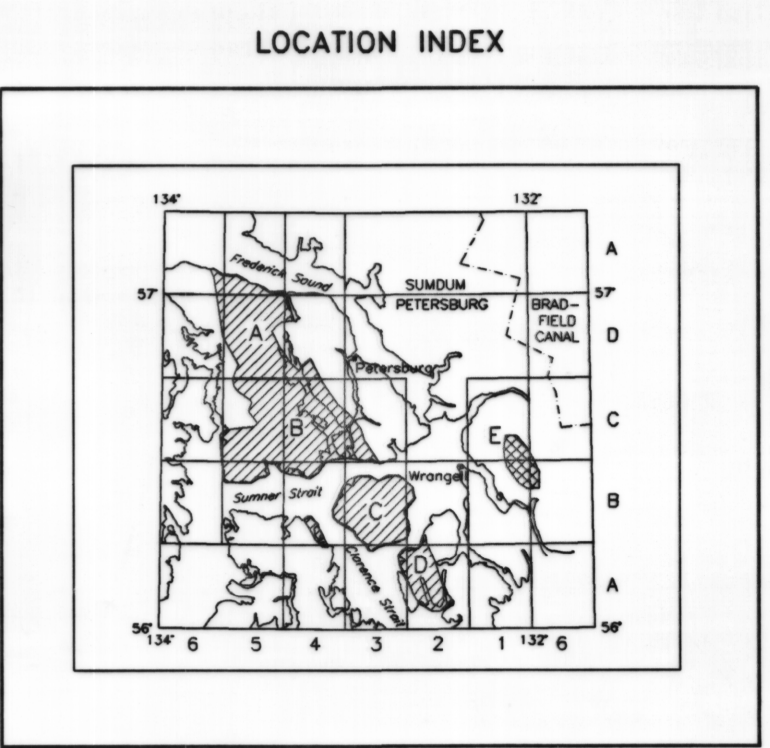 LOCATION INDEX
134° 132°
A
Frederick Sound
SUMDUM
57° 57°
PETERSBURG
BRAD-
FIELD
CANAL
D
A
Petersburg
C
B
E
Wrangell
B
Sumner Strait
C
D
Clarence Strait
A
56° 56°
134° 132°
6 5 4 3 2 1 6